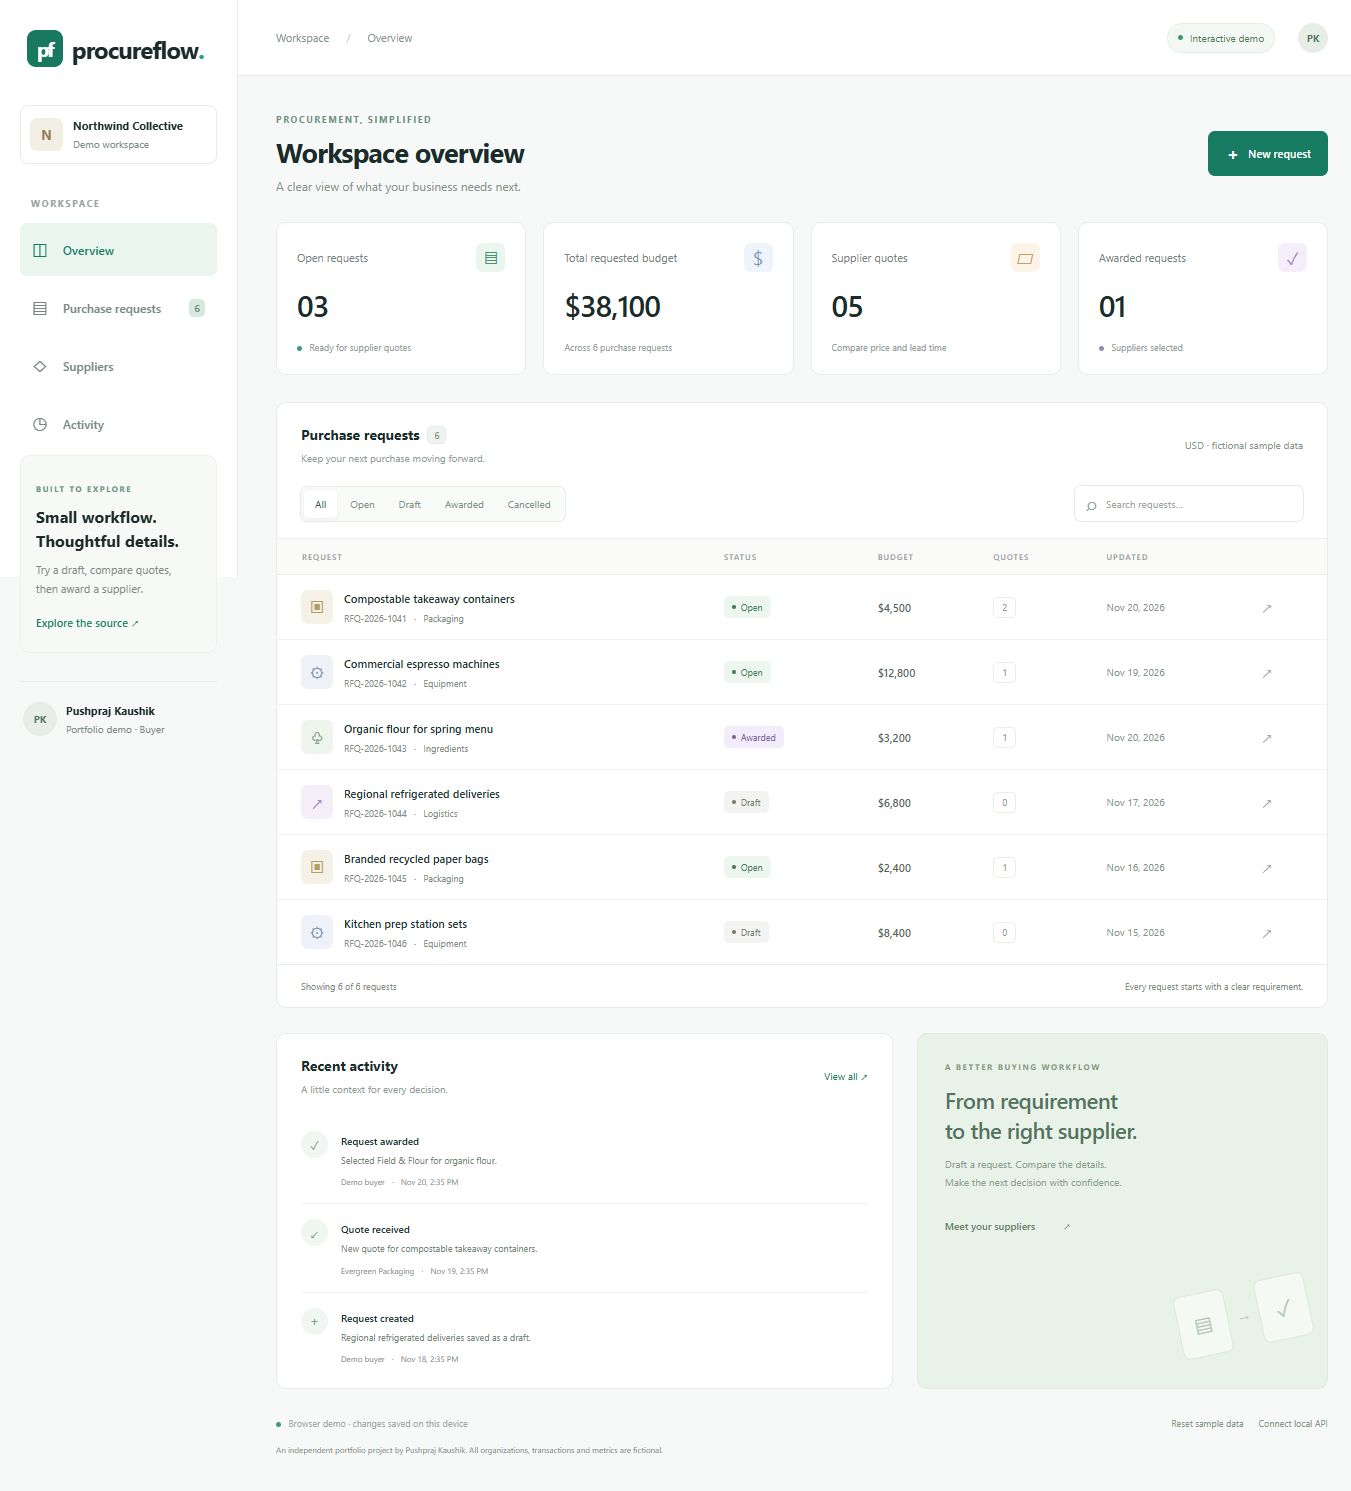 pf procureflow.
N Northwind Collective
Demo workspace
WORKSPACE
Overview
Purchase requests 6
Suppliers
Activity
BUILT TO EXPLORE
Small workflow.
Thoughtful details.
Try a draft, compare quotes,
then award a supplier.
Explore the source ↗
PK Pushpraj Kaushik
Portfolio demo · Buyer
Workspace / Overview
Interactive demo
PK
PROCUREMENT, SIMPLIFIED
Workspace overview
A clear view of what your business needs next.
+ New request
Open requests
03
Ready for supplier quotes
Total requested budget $
$38,100
Across 6 purchase requests
Supplier quotes
05
Compare price and lead time
Awarded requests ✓
01
Suppliers selected
Purchase requests 6
Keep your next purchase moving forward.
USD · fictional sample data
All Open Draft Awarded Cancelled
Search requests...
REQUEST STATUS BUDGET QUOTES UPDATED
Compostable takeaway containers
RFQ-2026-1041 · Packaging
Open $4,500 2 Nov 20, 2026 ↗
Commercial espresso machines
RFQ-2026-1042 · Equipment
Open $12,800 1 Nov 19, 2026 ↗
Organic flour for spring menu
RFQ-2026-1043 · Ingredients
Awarded $3,200 1 Nov 20, 2026 ↗
Regional refrigerated deliveries
RFQ-2026-1044 · Logistics
Draft $6,800 0 Nov 17, 2026 ↗
Branded recycled paper bags
RFQ-2026-1045 · Packaging
Open $2,400 1 Nov 16, 2026 ↗
Kitchen prep station sets
RFQ-2026-1046 · Equipment
Draft $8,400 0 Nov 15, 2026 ↗
Showing 6 of 6 requests
Every request starts with a clear requirement.
Recent activity
A little context for every decision.
View all ↗
Request awarded
Selected Field & Flour for organic flour.
Demo buyer · Nov 20, 2:35 PM
Quote received
New quote for compostable takeaway containers.
Evergreen Packaging · Nov 19, 2:35 PM
Request created
Regional refrigerated deliveries saved as a draft.
Demo buyer · Nov 18, 2:35 PM
A BETTER BUYING WORKFLOW
From requirement
to the right supplier.
Draft a request. Compare the details.
Make the next decision with confidence.
Meet your suppliers ↗
Browser demo · changes saved on this device
Reset sample data Connect local API
An independent portfolio project by Pushpraj Kaushik. All organizations, transactions and metrics are fictional.